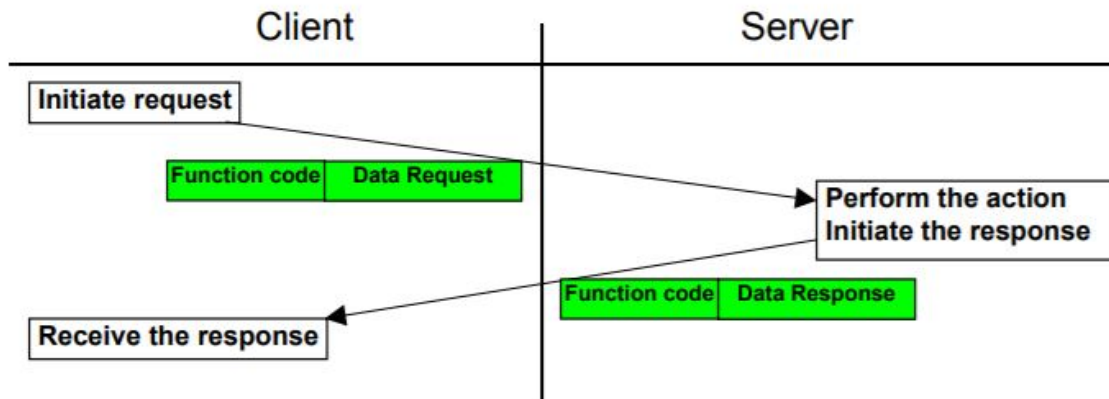 Client
Server
Initiate request
Function code
Data Request
Perform the action
Initiate the response
Function code
Data Response
Receive the response